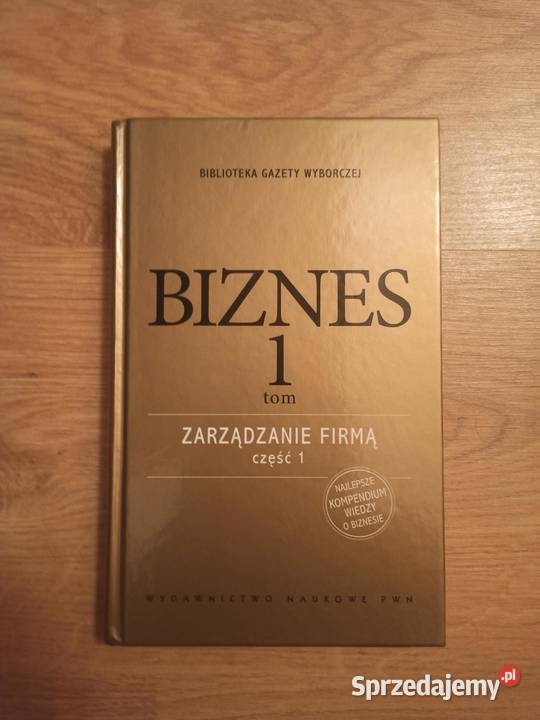 BIBLIOTEKA GAZETY WYBORCZEJ
BIZNES
1
tom
ZARZĄDZANIE FIRMĄ
część 1
NAJLEPSZE
KOMPENDIUM
WIEDZY
O BIZNESIE
WYDAWNICTWO NAUKOWE PWN
Sprzedajemy.pl